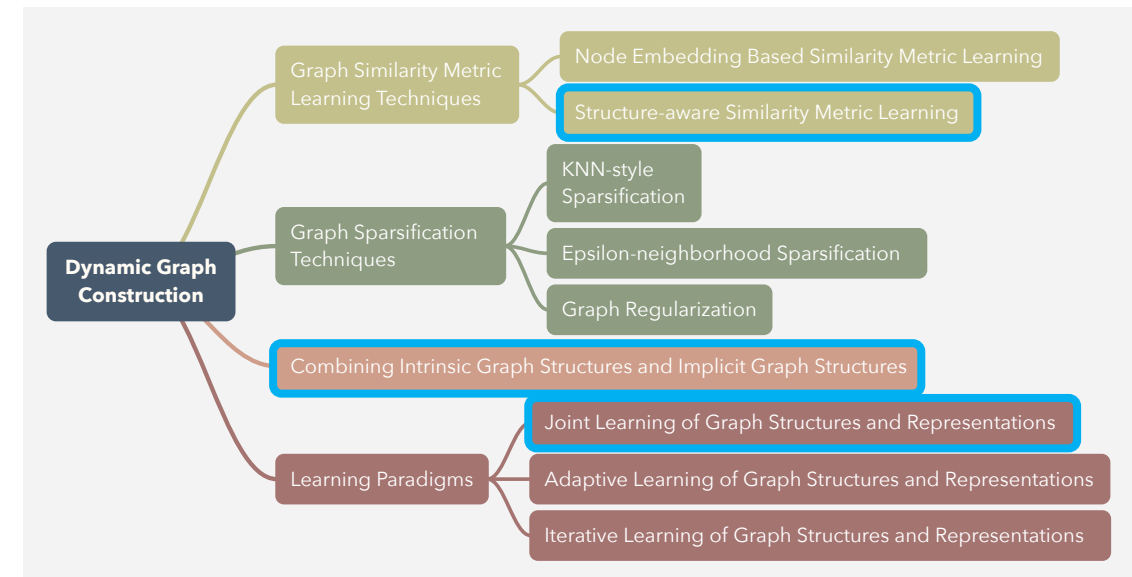 Graph Similarity Metric
Learning Techniques
Node Embedding Based Similarity Metric Learning
Structure-aware Similarity Metric Learning
KNN-style
Sparsification
Graph Sparsification
Techniques
Epsilon-neighborhood Sparsification
Graph Regularization
Dynamic Graph
Construction
Combining Intrinsic Graph Structures and Implicit Graph Structures
Joint Learning of Graph Structures and Representations
Learning Paradigms
Adaptive Learning of Graph Structures and Representations
Iterative Learning of Graph Structures and Representations